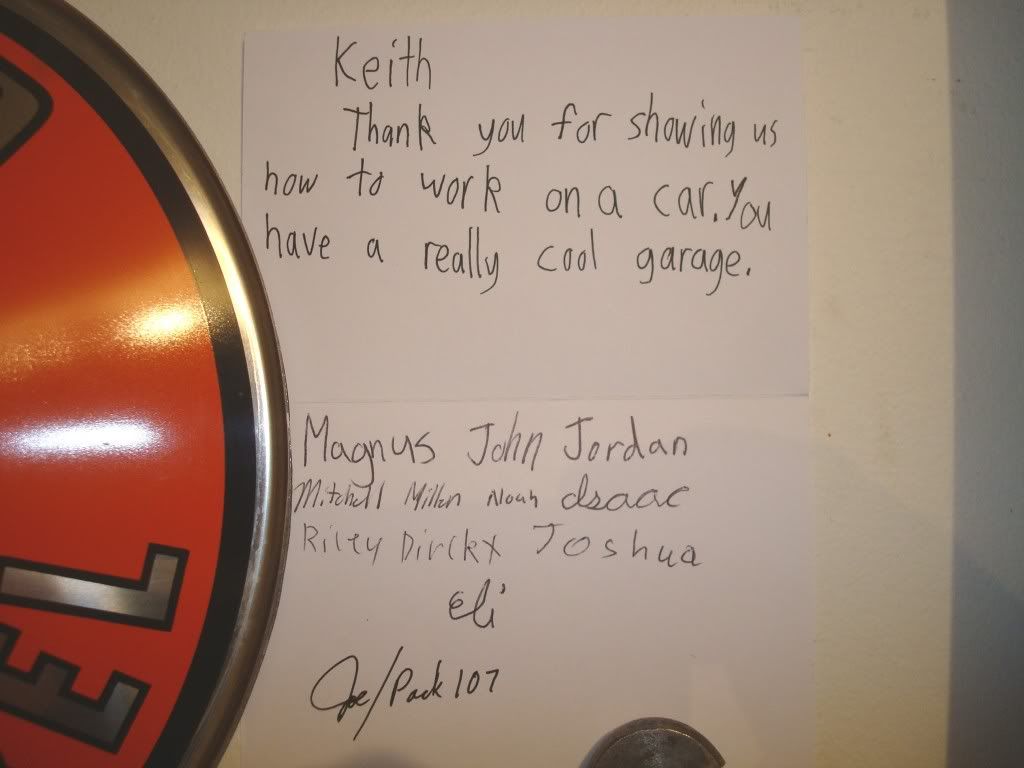 Keith
Thank you for showing us
how to work on a car. You
have a really cool garage.
Magnus John Jordan
Mitchell Millen Noah Isaac
Riley Dirckx Joshua
Eli
Joe/Pack 107
EL